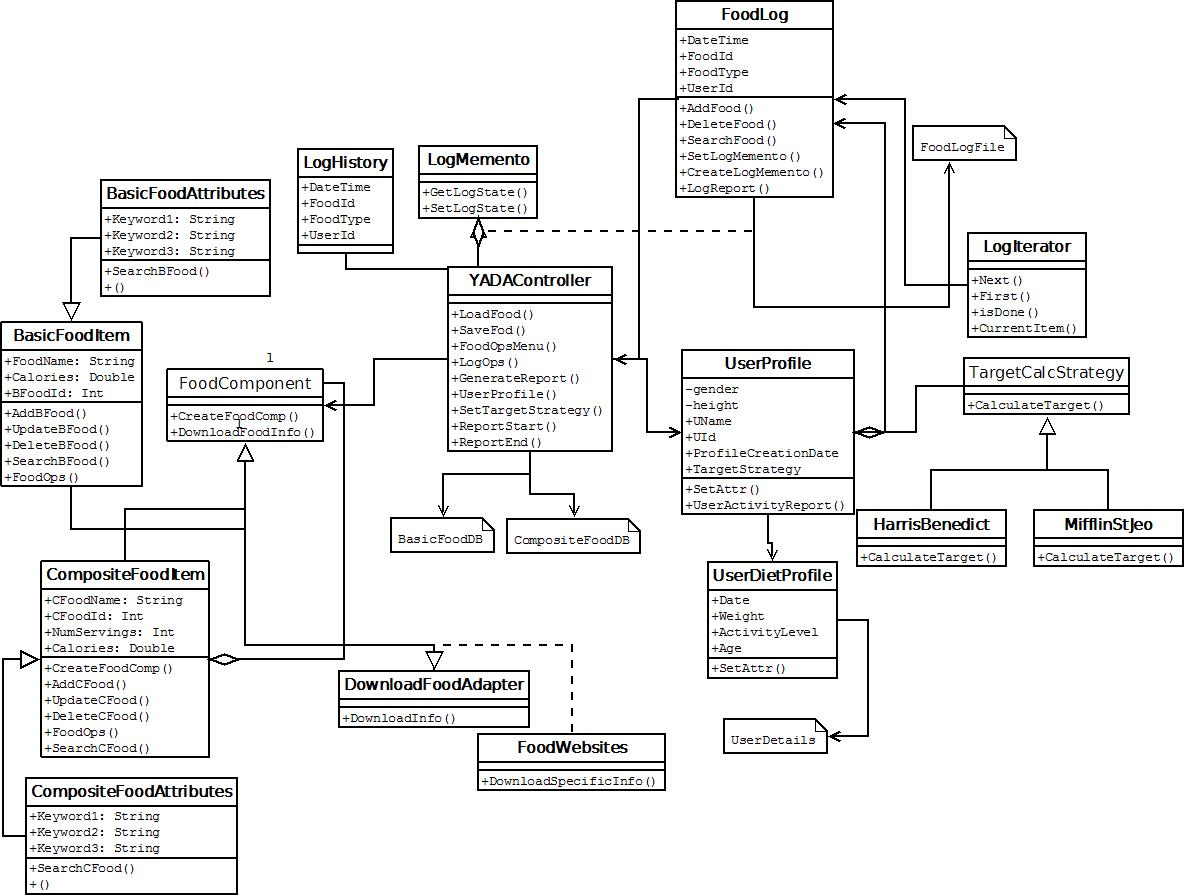 FoodLog
+DateTime
+FoodId
+FoodType
+UserId
+AddFood()
+DeleteFood()
+SearchFood()
+SetLogMemento()
+CreateLogMemento()
+LogReport()
FoodLogFile
LogHistory
+DateTime
+FoodId
+FoodType
+UserId
LogMemento
+GetLogState()
+SetLogState()
BasicFoodAttributes
+Keyword1: String
+Keyword2: String
+Keyword3: String
+SearchBFood()
+()
LogIterator
+Next()
+First()
+isDone()
+CurrentItem()
YADAController
+LoadFood()
+SaveFod()
+FoodOpsMenu()
+LogOps()
+GenerateReport()
+UserProfile()
+SetTargetStrategy()
+ReportStart()
+ReportEnd()
BasicFoodItem
+FoodName: String
+Calories: Double
+BFoodId: Int
+AddBFood()
+UpdateBFood()
+DeleteBFood()
+SearchBFood()
+FoodOps()
1
FoodComponent
+CreateFoodComp()
+DownloadFoodInfo()
UserProfile
-gender
-height
+UName
+UId
+ProfileCreationDate
+TargetStrategy
+SetAttr()
+UserActivityReport()
TargetCalcStrategy
+CalculateTarget()
HarrisBenedict
+CalculateTarget()
MifflinStJeo
+CalculateTarget()
BasicFoodDB
CompositeFoodDB
CompositeFoodItem
+CFoodName: String
+CFoodId: Int
+NumServings: Int
+Calories: Double
+CreateFoodComp()
+AddCFood()
+UpdateCFood()
+DeleteCFood()
+FoodOps()
+SearchCFood()
UserDietProfile
+Date
+Weight
+ActivityLevel
+Age
+SetAttr()
DownloadFoodAdapter
+DownloadInfo()
FoodWebsites
+DownloadSpecificInfo()
UserDetails
CompositeFoodAttributes
+Keyword1: String
+Keyword2: String
+Keyword3: String
+SearchCFood()
+()